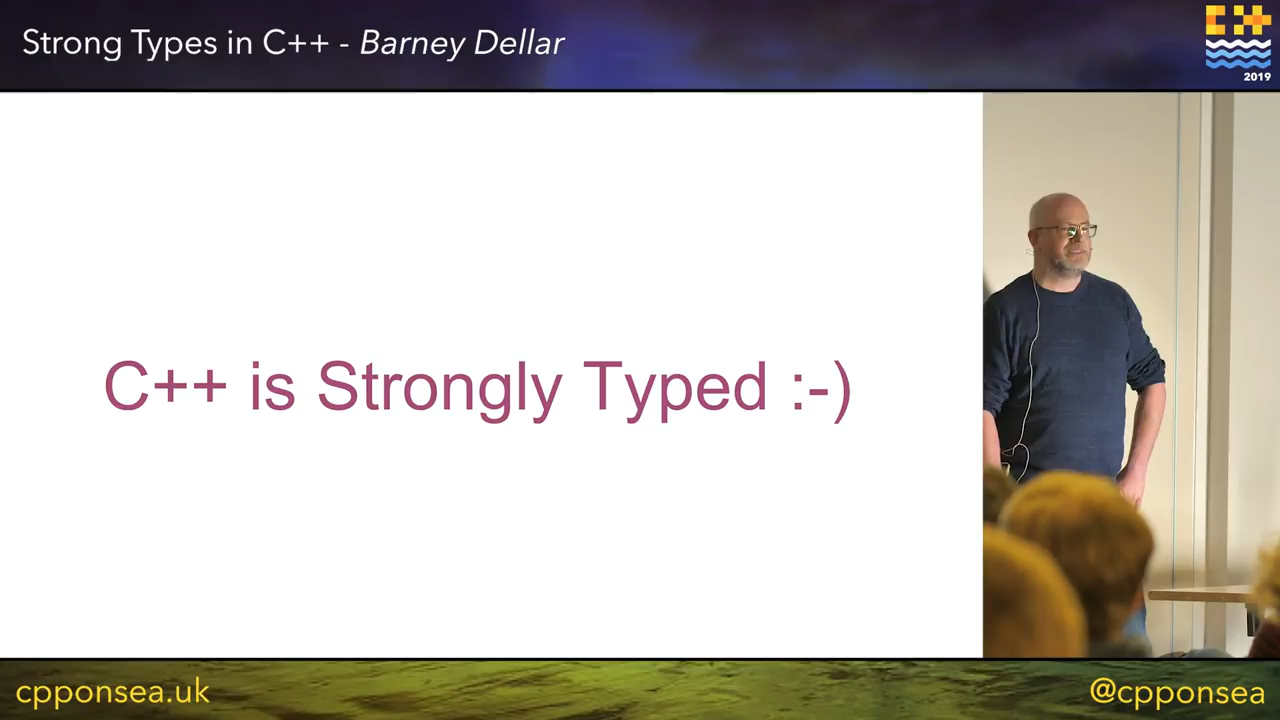 Strong Types in C++ - Barney Dellar
2019
C++ is Strongly Typed :-)
cpponsea.uk
@cpponsea